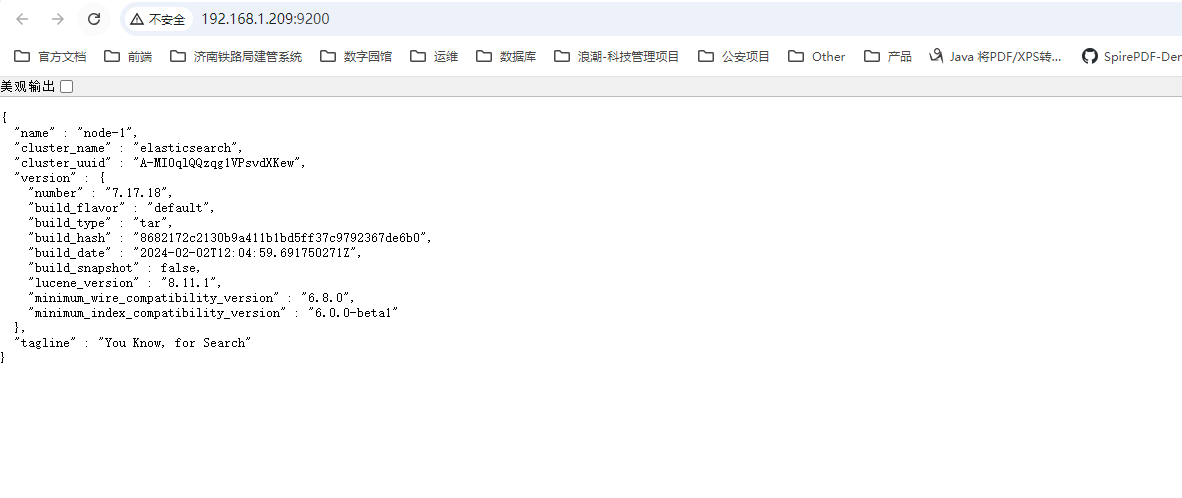 不安全 192.168.1.209:9200
官方文档 前端 济南铁路局建管系统 数字园馆 运维 数据库 浪潮-科技管理项目 公安项目 Other 产品 Java 将PDF/XPS转... SpirePDF-Der
美观输出
{
"name" : "node-1",
"cluster_name" : "elasticsearch",
"cluster_uuid" : "A-MI0qlQQzqg1VPsvdXKew",
"version" : {
"number" : "7.17.18",
"build_flavor" : "default",
"build_type" : "tar",
"build_hash" : "8682172c2130b9a411b1bd5ff37c9792367de6b0",
"build_date" : "2024-02-02T12:04:59.691750271Z",
"build_snapshot" : false,
"lucene_version" : "8.11.1",
"minimum_wire_compatibility_version" : "6.8.0",
"minimum_index_compatibility_version" : "6.0.0-beta1"
},
"tagline" : "You Know, for Search"
}